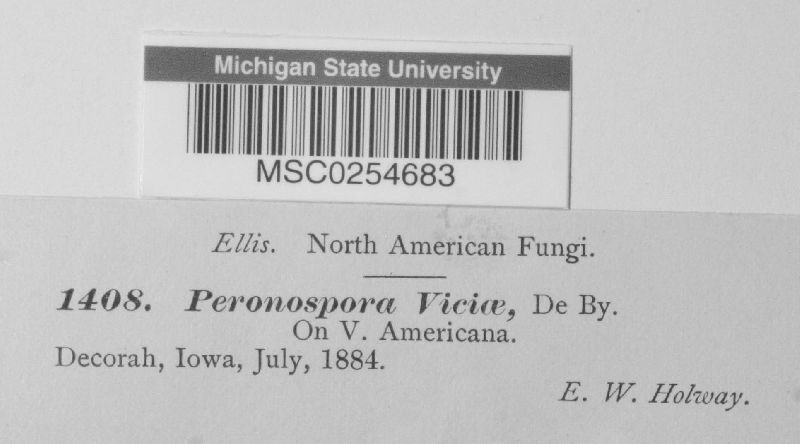 Michigan State University
MSC0254683
Ellis. North American Fungi.
1408. Peronospora Viciæ, De By.
On V. Americana.
Decorah, Iowa, July, 1884.
E. W. Holway.